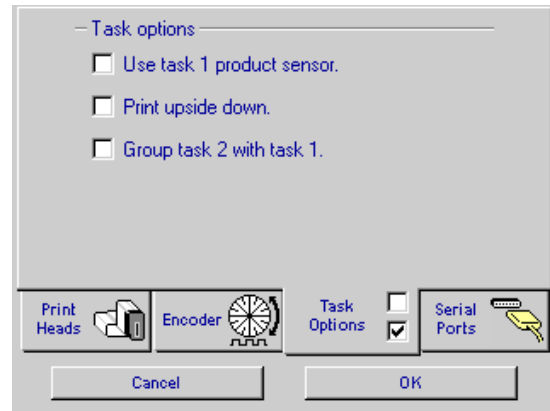 Task options
Use task 1 product sensor.
Print upside down.
Group task 2 with task 1.
Print
Heads
Encoder
Task
Options
Serial
Ports
Cancel
OK